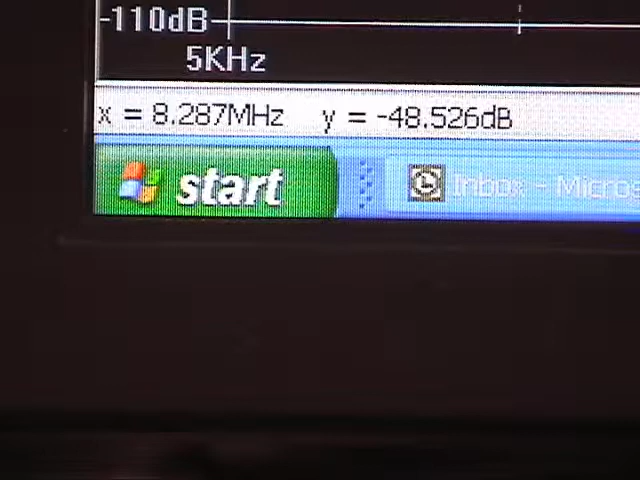 -110dB
5KHz
x = 8.287MHz y = -48.526dB
start Inbox - Micros